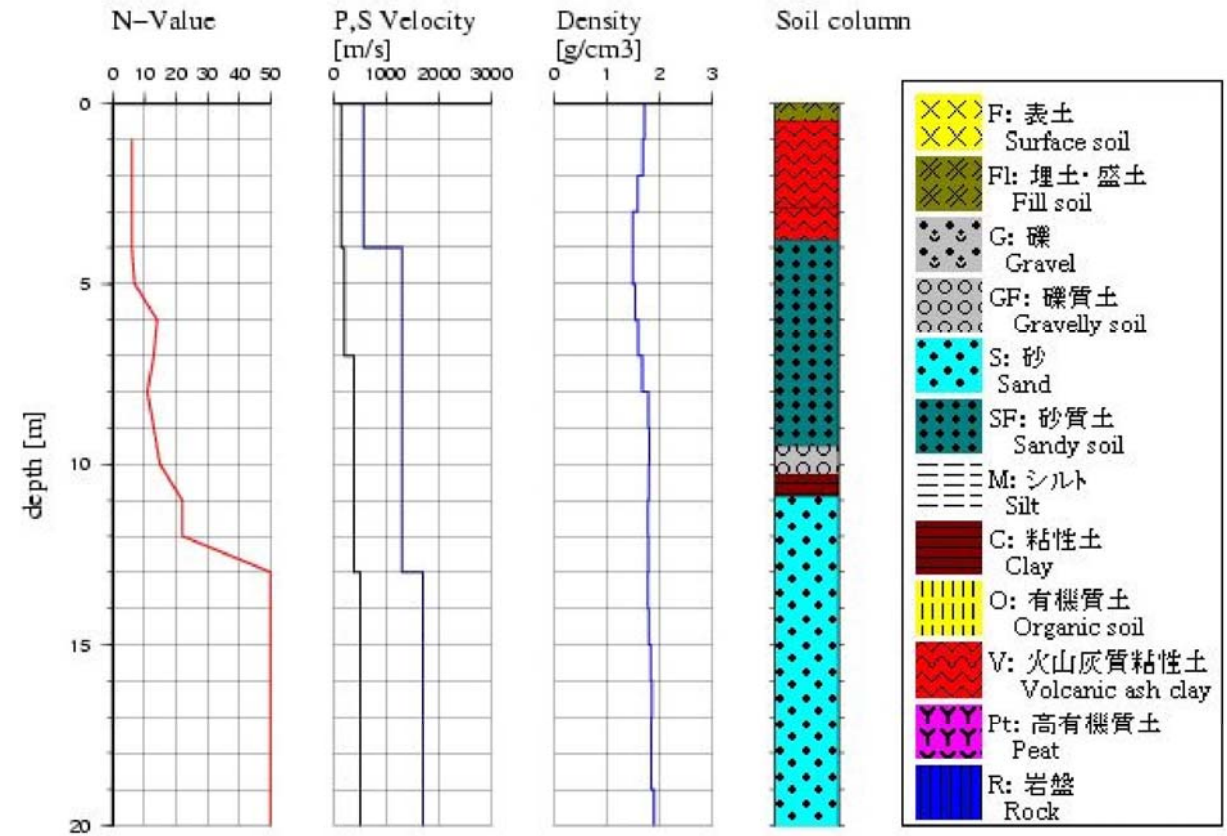 N-Value
P,S Velocity
[m/s]
Density
[g/cm3]
Soil column
0 10 20 30 40 50
0 1000 2000 3000
0 1 2 3
depth [m]
0
5
10
15
20
F: 表土
Surface soil
Fl: 埋土・盛土
Fill soil
G: 礫
Gravel
GF: 礫質土
Gravelly soil
S: 砂
Sand
SF: 砂質土
Sandy soil
M: シルト
Silt
C: 粘性土
Clay
O: 有機質土
Organic soil
V: 火山灰質粘性土
Volcanic ash clay
Pt: 高有機質土
Peat
R: 岩盤
Rock